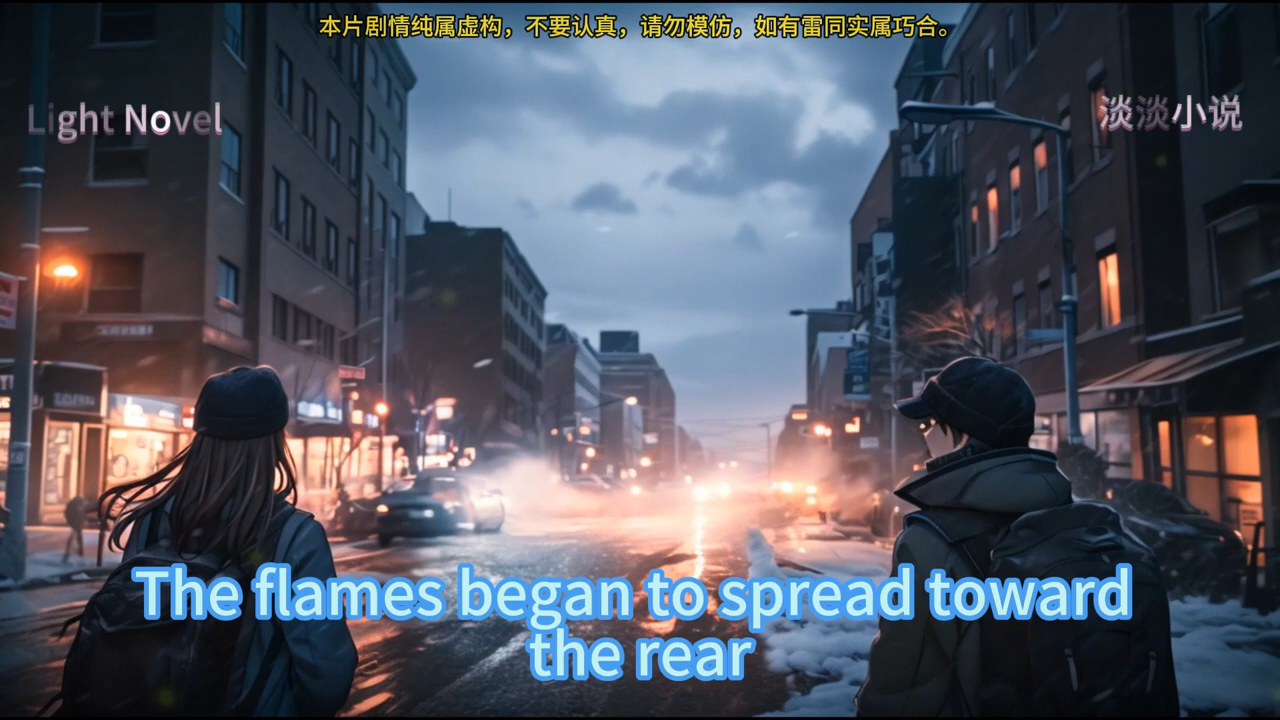 本片剧情纯属虚构，不要认真，请勿模仿，如有雷同实属巧合。
Light Novel
淡淡小说
The flames began to spread toward
the rear